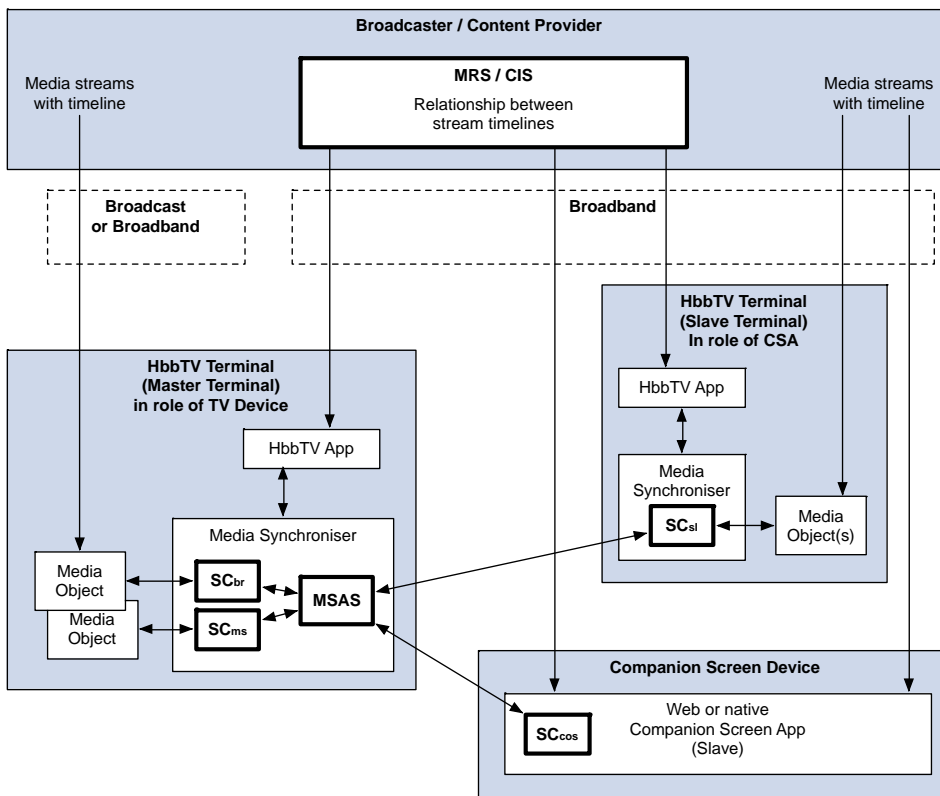 Broadcaster / Content Provider
MRS / CIS
Relationship between
stream timelines
Media streams
with timeline
Media streams
with timeline
Broadcast
or Broadband
Broadband
HbbTV Terminal
(Slave Terminal)
In role of CSA
HbbTV App
Media
Synchroniser
SCsl
Media
Object(s)
HbbTV Terminal
(Master Terminal)
in role of TV Device
HbbTV App
Media Synchroniser
Media
Object
SCbr
MSAS
Media
Object
SCms
Companion Screen Device
Web or native
Companion Screen App
(Slave)
SCcos